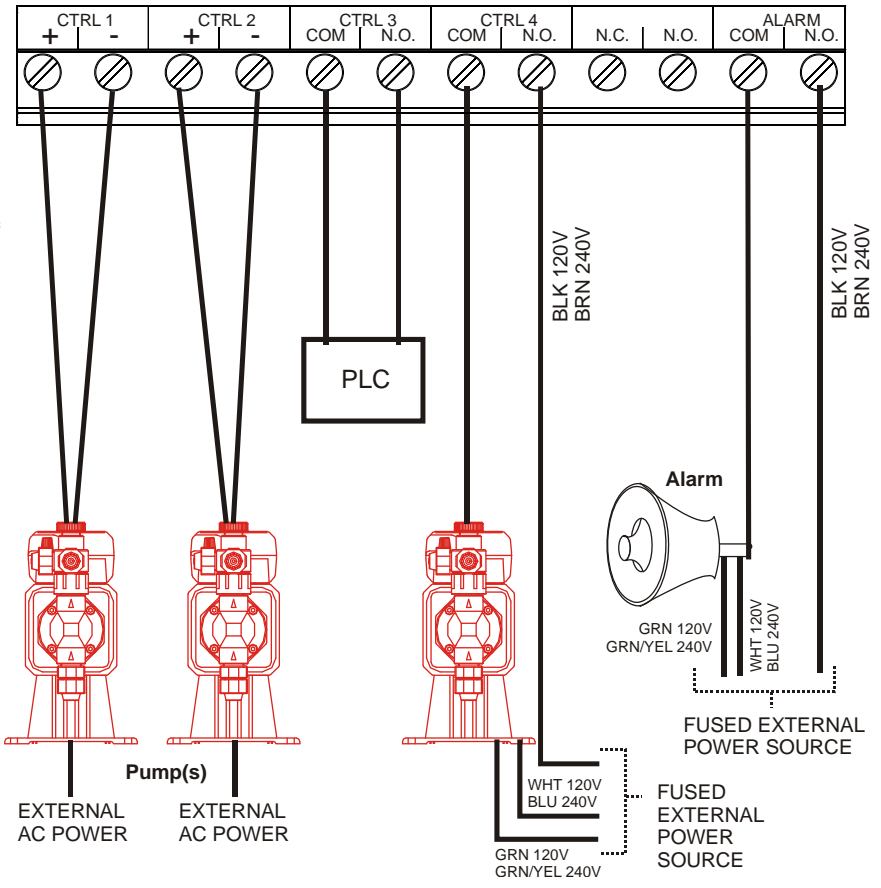 CTRL 1
CTRL 2
CTRL 3
CTRL 4
ALARM
+ - + - COM N.O. COM N.O. N.C. N.O. COM N.O.
BLK 120V
BRN 240V
BLK 120V
BRN 240V
PLC
Alarm
GRN 120V
GRN/YEL 240V
WHT 120V
BLU 240V
FUSED EXTERNAL
POWER SOURCE
Pump(s)
EXTERNAL
AC POWER
EXTERNAL
AC POWER
WHT 120V
BLU 240V
FUSED
EXTERNAL
POWER
SOURCE
GRN 120V
GRN/YEL 240V